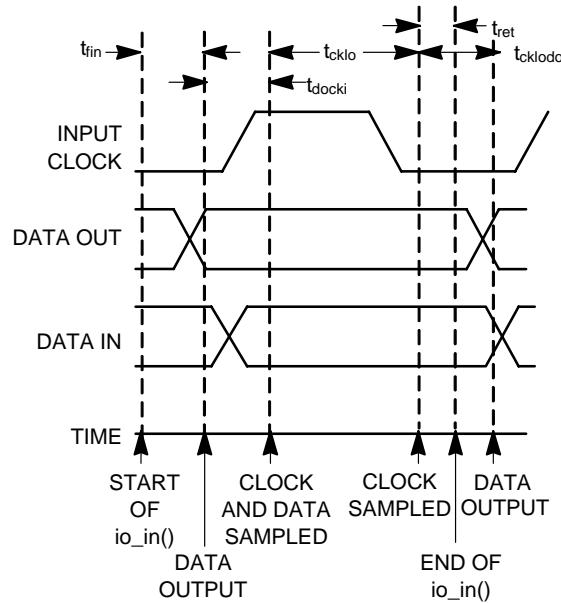 tfin
tcklo
tret
tcklodo
tdocki
INPUT
CLOCK
DATA OUT
DATA IN
TIME
START
OF
io_in()
DATA
OUTPUT
CLOCK
AND DATA
SAMPLED
CLOCK
SAMPLED
END OF
io_in()
DATA
OUTPUT